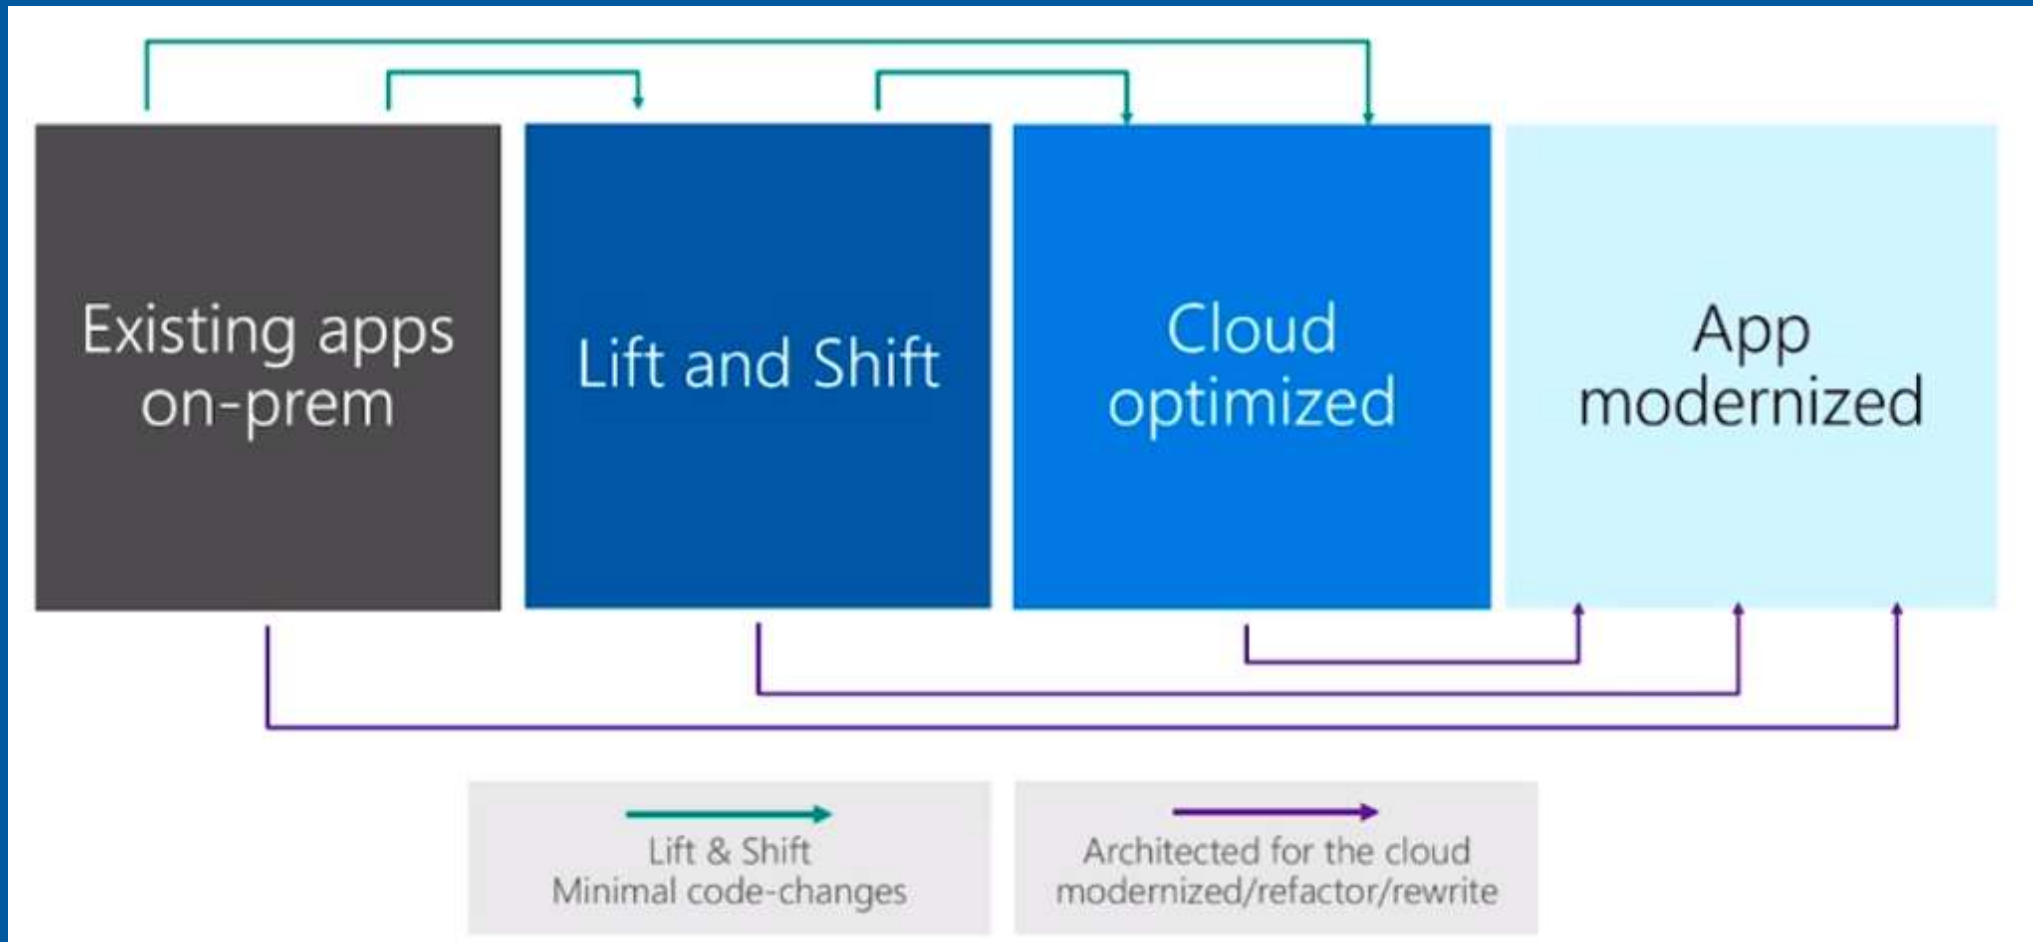 Existing apps
on-prem
Lift and Shift
Cloud
optimized
App
modernized
Lift & Shift
Minimal code-changes
Architected for the cloud
modernized/refactor/rewrite